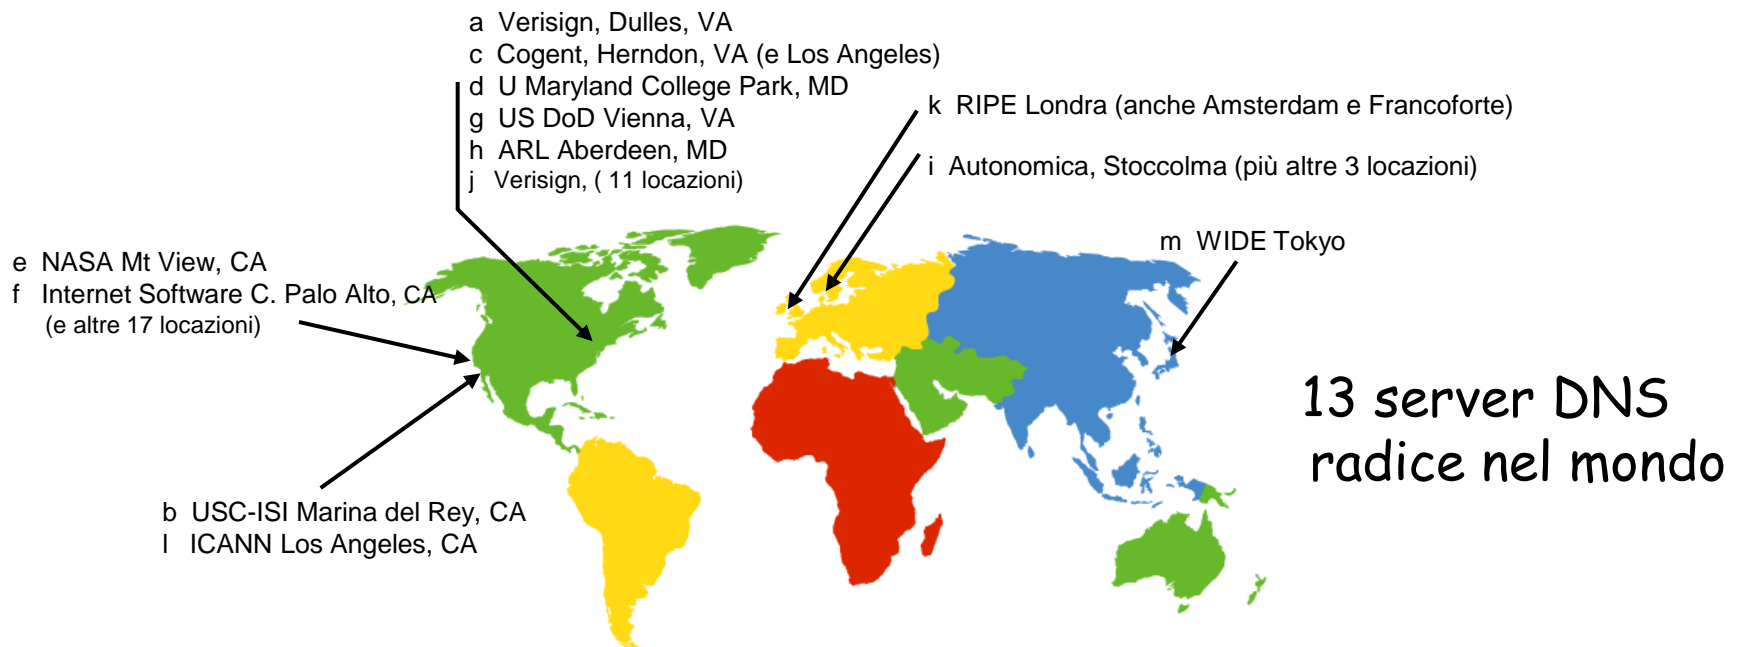 a Verisign, Dulles, VA
c Cogent, Herndon, VA (e Los Angeles)
d U Maryland College Park, MD
g US DoD Vienna, VA
h ARL Aberdeen, MD
j Verisign, ( 11 locazioni)
k RIPE Londra (anche Amsterdam e Francoforte)
i Autonomica, Stoccolma (più altre 3 locazioni)
m WIDE Tokyo
e NASA Mt View, CA
f Internet Software C. Palo Alto, CA
(e altre 17 locazioni)
b USC-ISI Marina del Rey, CA
l ICANN Los Angeles, CA
13 server DNS
radice nel mondo